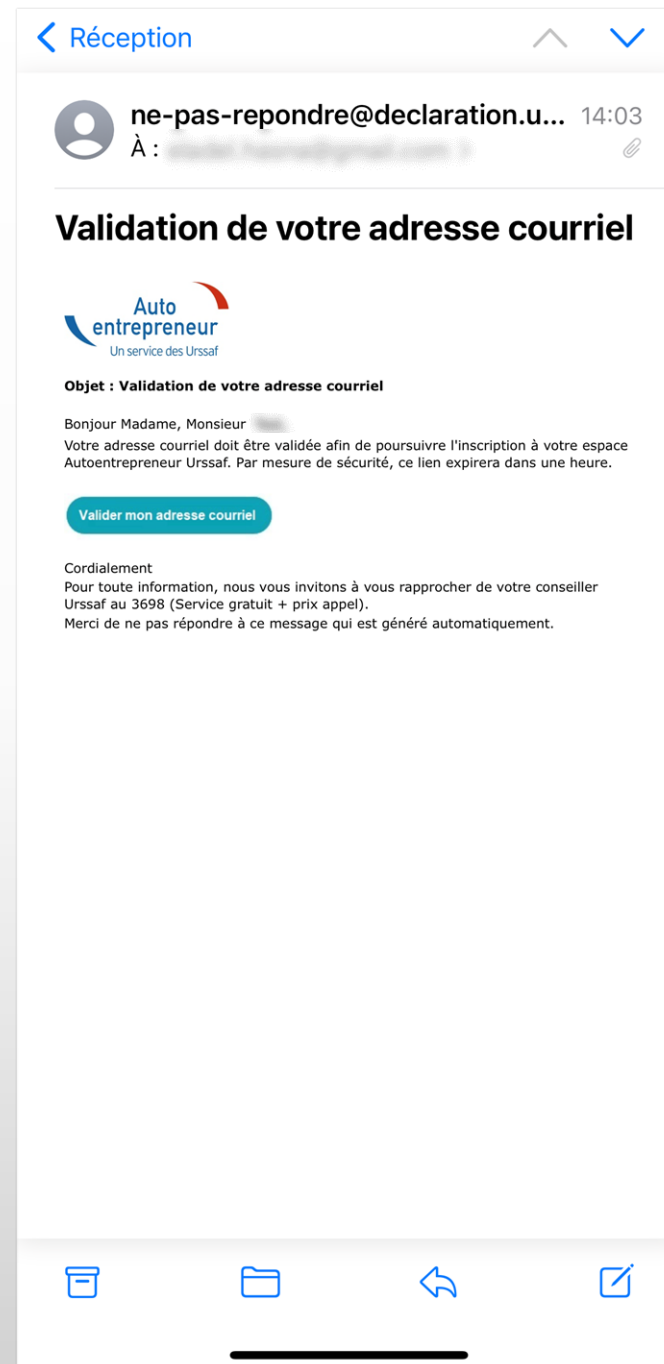 Réception
ne-pas-repondre@declaration.u... 14:03
À :
Validation de votre adresse courriel
Auto
entrepreneur
Un service des Urssaf
Objet : Validation de votre adresse courriel
Bonjour Madame, Monsieur
Votre adresse courriel doit être validée afin de poursuivre l'inscription à votre espace
Autoentrepreneur Urssaf. Par mesure de sécurité, ce lien expirera dans une heure.
Valider mon adresse courriel
Cordialement
Pour toute information, nous vous invitons à vous rapprocher de votre conseiller
Urssaf au 3698 (Service gratuit + prix appel).
Merci de ne pas répondre à ce message qui est généré automatiquement.